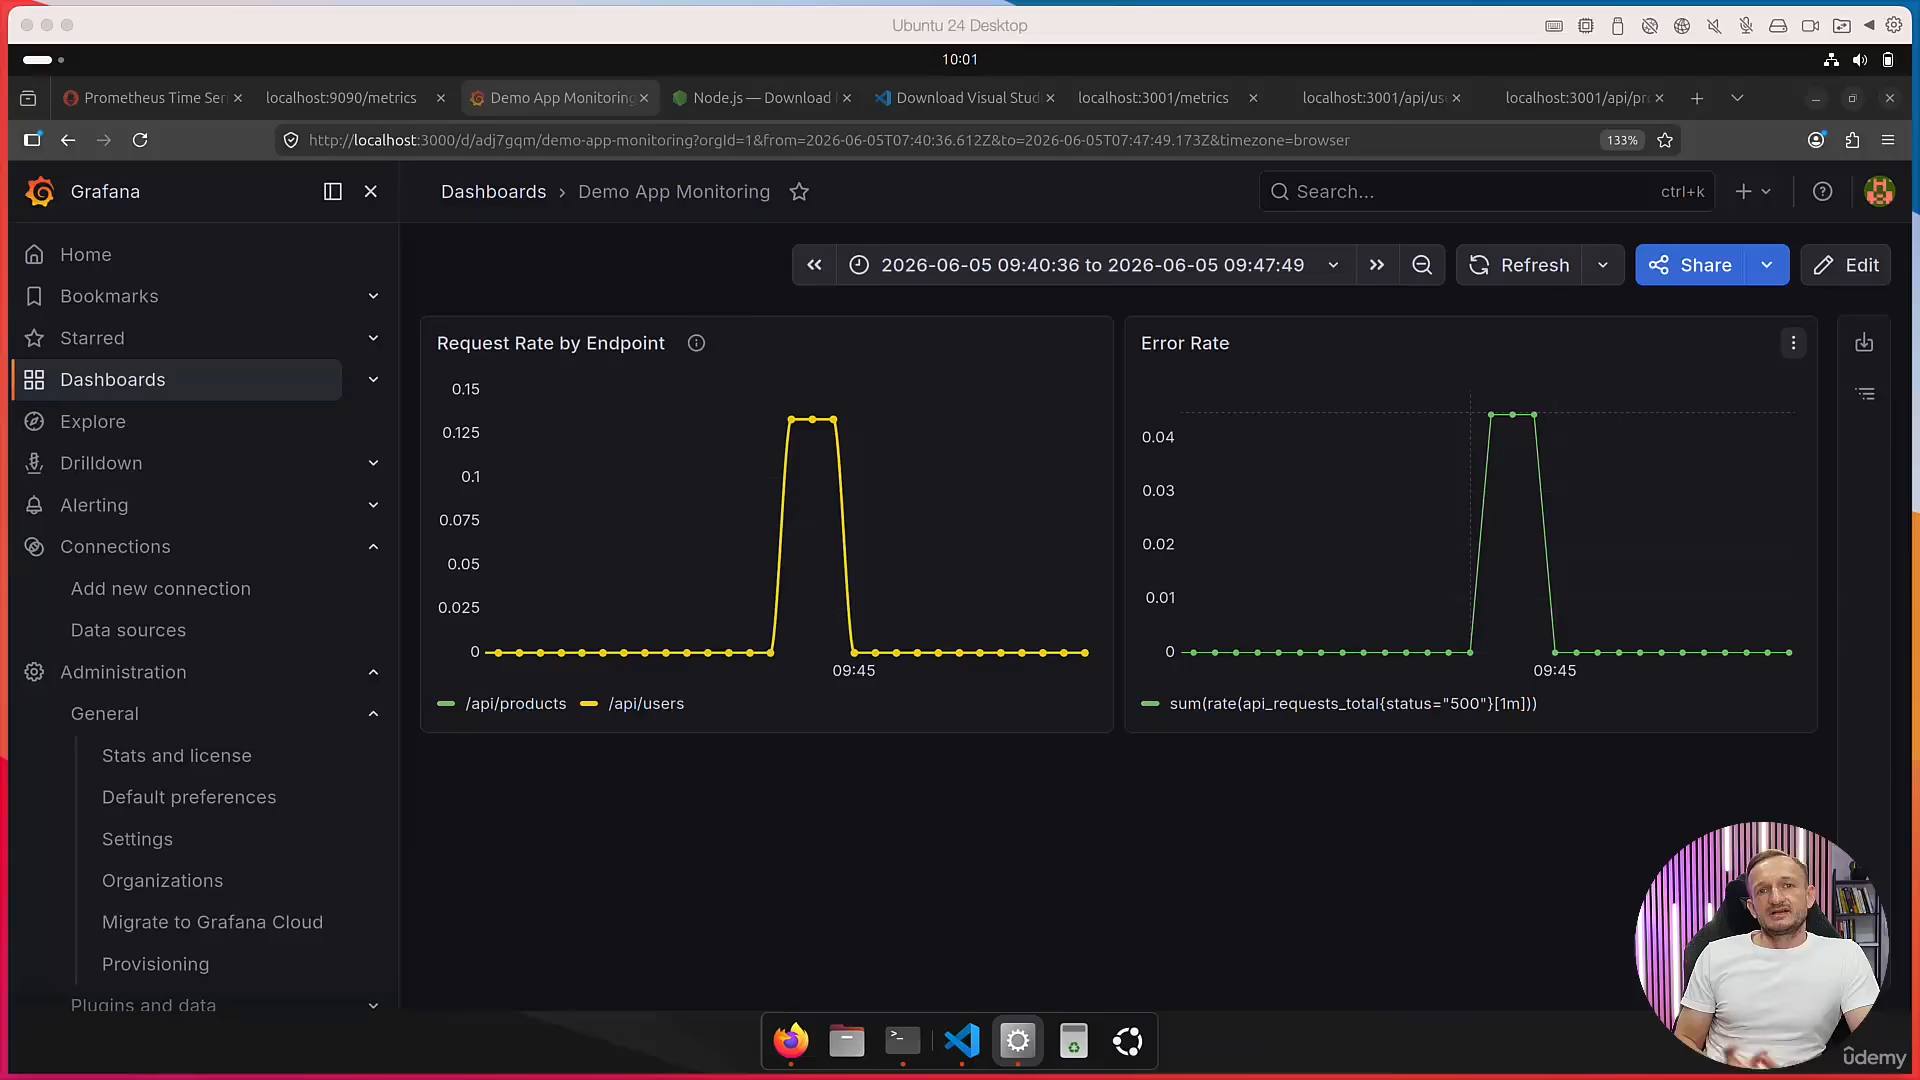 Ubuntu 24 Desktop
10:01
Prometheus Time Ser
localhost:9090/metrics
Demo App Monitoring
Node.js — Download
Download Visual Stud
localhost:3001/metrics
localhost:3001/api/us
localhost:3001/api/pr
http://localhost:3000/d/adj7gqm/demo-app-monitoring?orgId=1&from=2026-06-05T07:40:36.612Z&to=2026-06-05T07:47:49.173Z&timezone=browser
133%
Grafana
Dashboards › Demo App Monitoring
Search...
ctrl+k
Home
Bookmarks
Starred
Dashboards
Explore
Drilldown
Alerting
Connections
Add new connection
Data sources
Administration
General
Stats and license
Default preferences
Settings
Organizations
Migrate to Grafana Cloud
Provisioning
Plugins and data
2026-06-05 09:40:36 to 2026-06-05 09:47:49
Refresh
Share
Edit
Request Rate by Endpoint
0.15
0.125
0.1
0.075
0.05
0.025
0
09:45
/api/products
/api/users
Error Rate
0.04
0.03
0.02
0.01
0
09:45
sum(rate(api_requests_total{status="500"}[1m]))
udemy